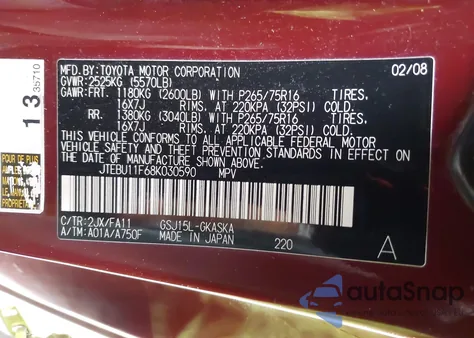 MFD.BY:TOYOTA MOTOR CORPORATION 02/08
GVWR:2525KG (5570LB)
GAWR:FRT. 1180KG (2600LB) WITH P265/75R16 TIRES,
16X7J RIMS, AT 220KPA (32PSI) COLD.
RR. 1380KG (3040LB) WITH P265/75R16 TIRES,
16X7J RIMS, AT 220KPA (32PSI) COLD.
THIS VEHICLE CONFORMS TO ALL APPLICABLE FEDERAL MOTOR
VEHICLE SAFETY AND THEFT PREVENTION STANDARDS IN
EFFECT ON THE DATE OF MANUFACTURE SHOWN ABOVE.
JTEBU11F68K030590 MPV
C/TR:2JX/FA11 GSJ15L-GKASKA
A/TM:A01A/A750F MADE IN JAPAN 220 A
13 35710
autoSnap